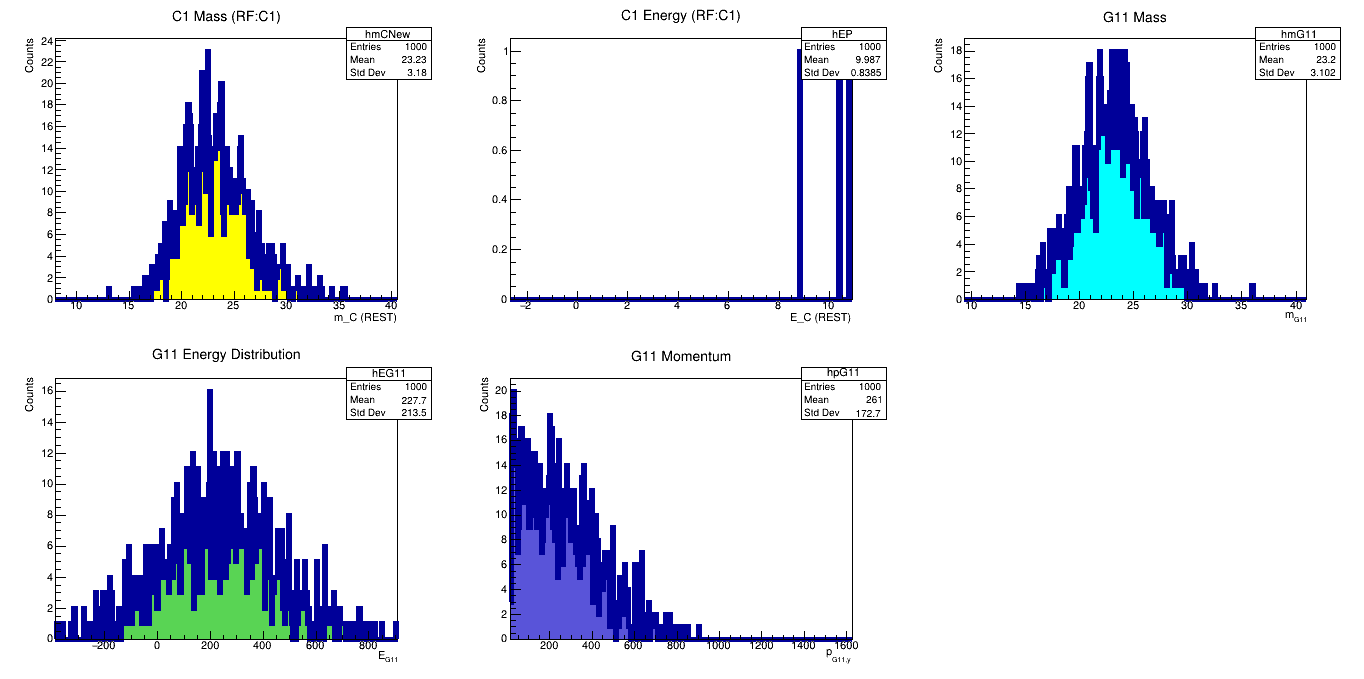 C1 Mass (RF:C1)
Counts
hmCNew
Entries 1000
Mean 23.23
Std Dev 3.18
24
22
20
18
16
14
12
10
8
6
4
2
0
10 15 20 25 30 35 40
m_C (REST)
C1 Energy (RF:C1)
Counts
hEP
Entries 1000
Mean 9.987
Std Dev 0.8385
1
0.8
0.6
0.4
0.2
0
−2 0 2 4 6 8 10
E_C (REST)
G11 Mass
Counts
hmG11
Entries 1000
Mean 23.2
Std Dev 3.102
18
16
14
12
10
8
6
4
2
0
10 15 20 25 30 35 40
m_G11
G11 Energy Distribution
Counts
hEG11
Entries 1000
Mean 227.7
Std Dev 213.5
16
14
12
10
8
6
4
2
0
−200 0 200 400 600 800
E_G11
G11 Momentum
Counts
hpG11
Entries 1000
Mean 261
Std Dev 172.7
20
18
16
14
12
10
8
6
4
2
0
200 400 600 800 1000 1200 1400 1600
p_G11,y